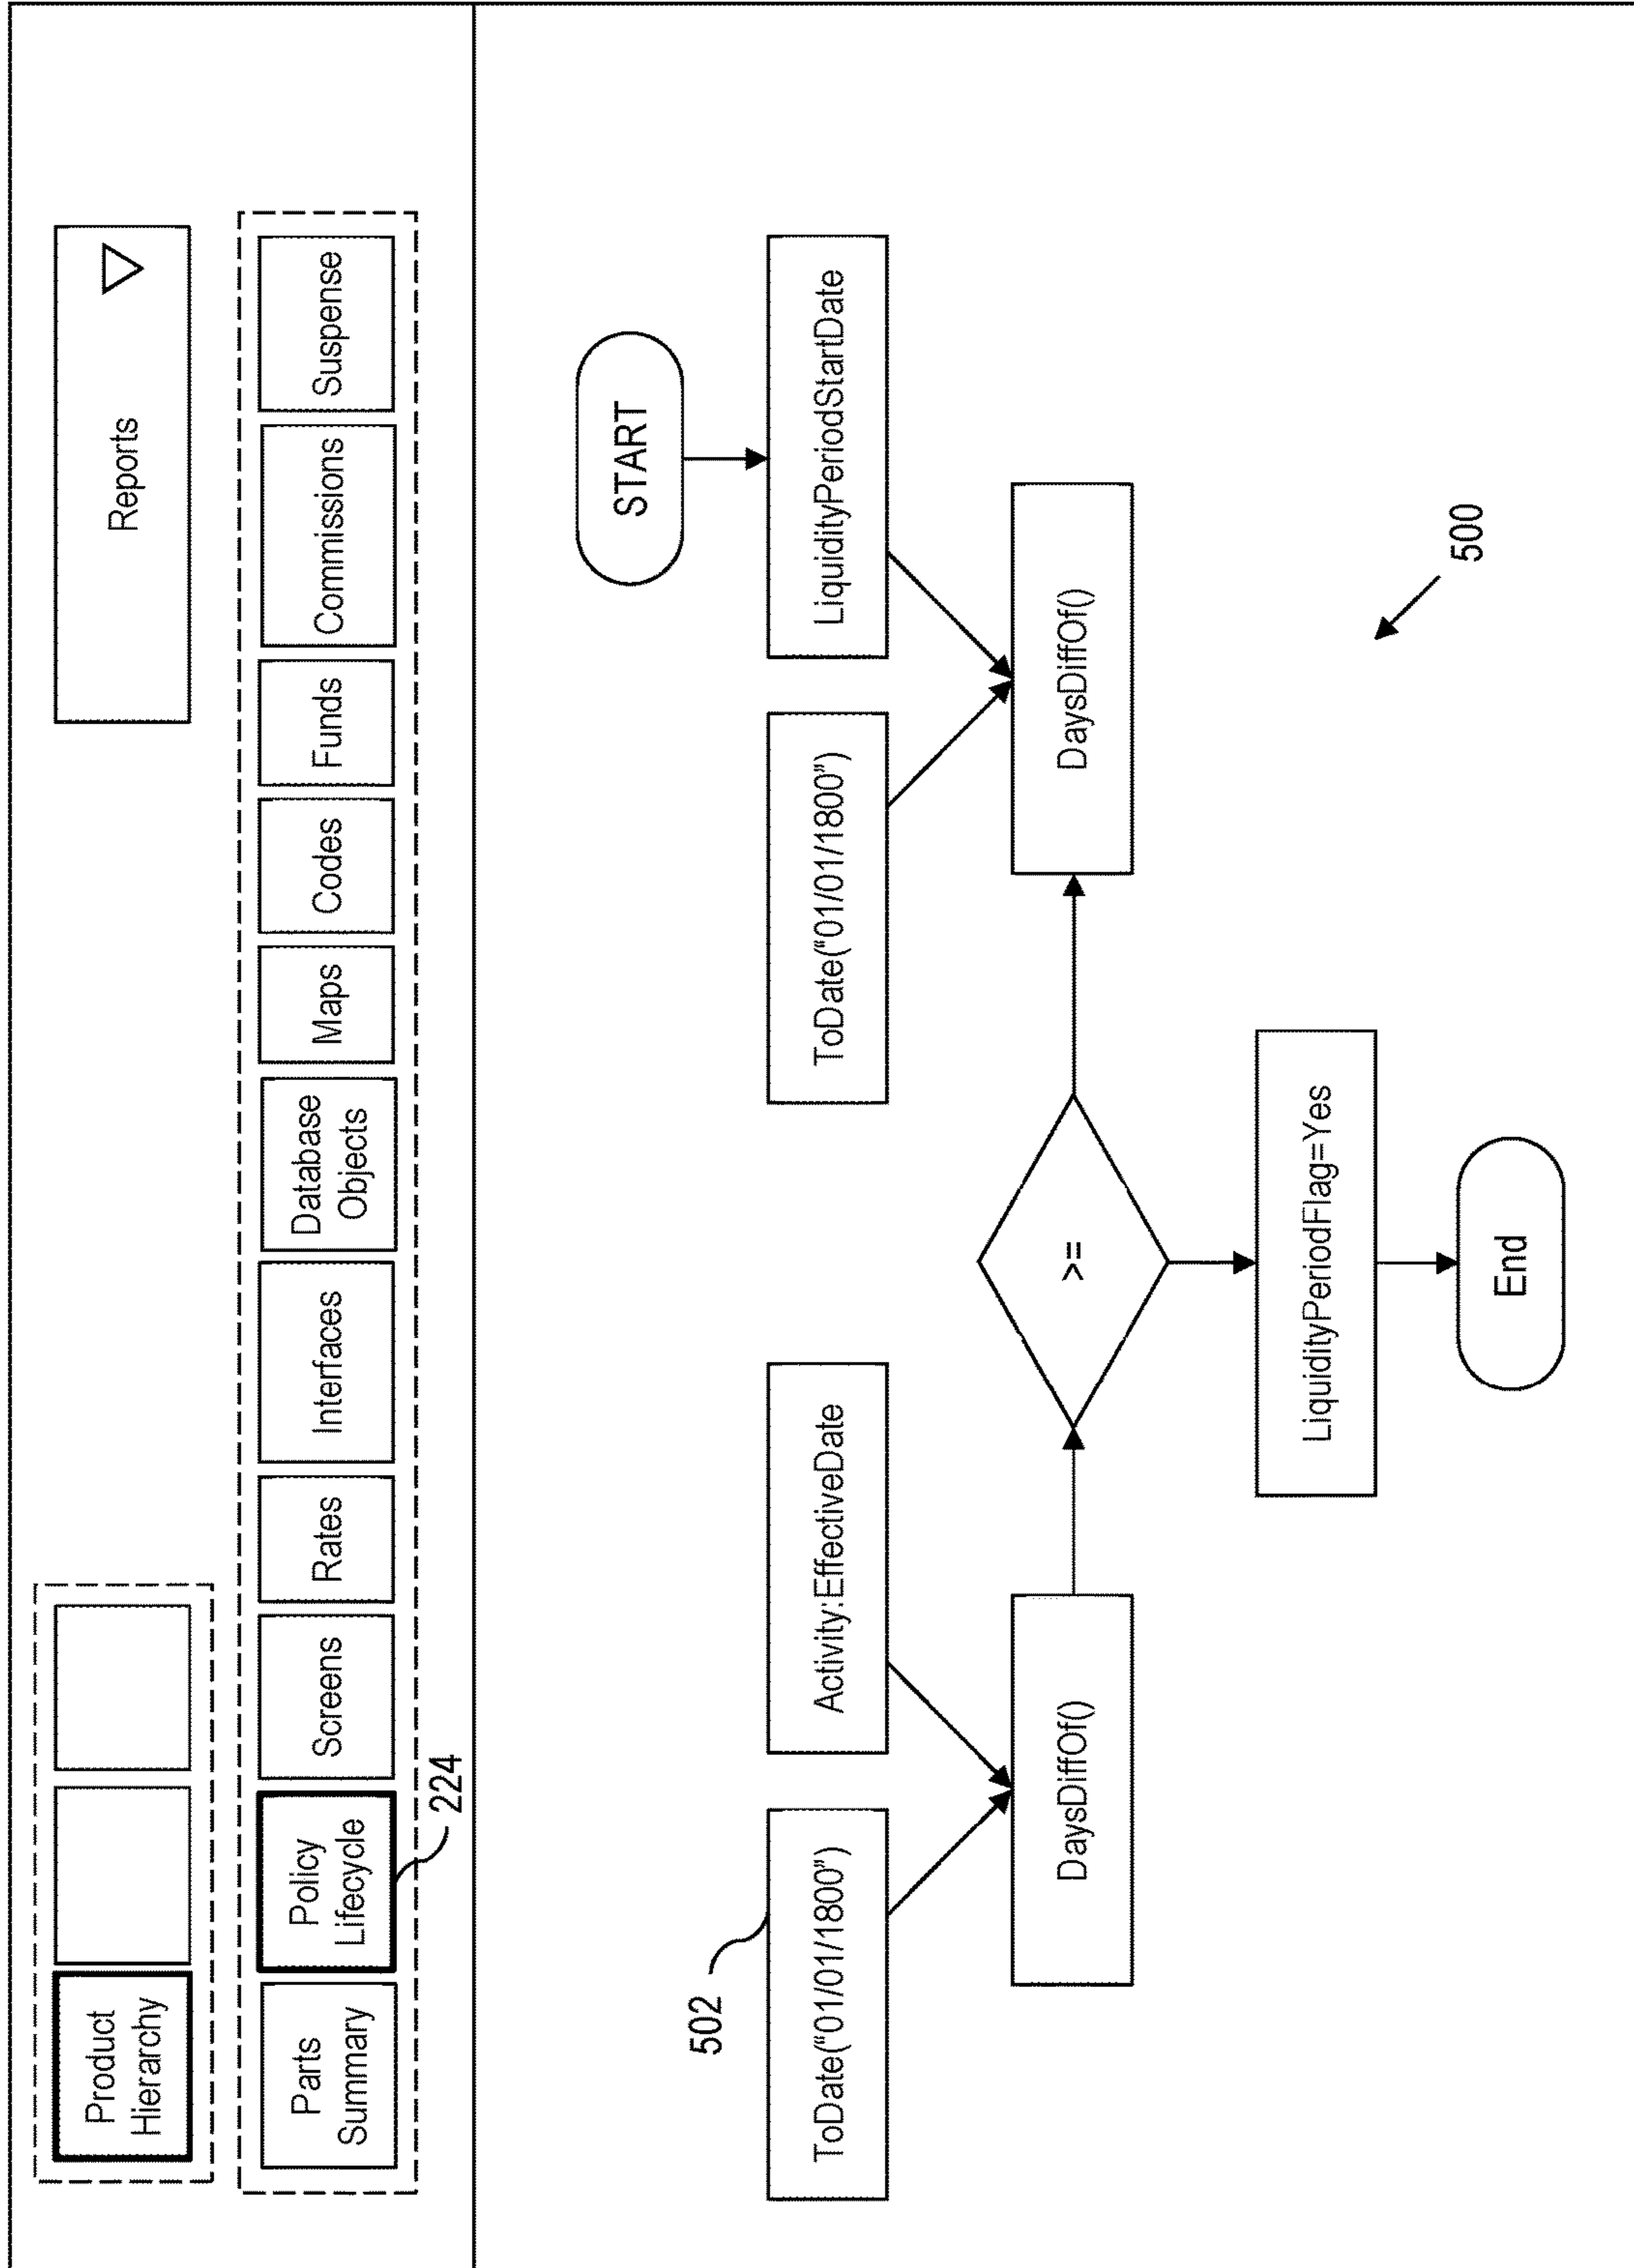 Product
Hierarchy
Reports
Parts
Summary
Policy
Lifecycle
Screens
Rates
Interfaces
Database
Objects
Maps
Codes
Funds
Commissions
Suspense
224
START
502
ToDate(“01/01/1800”)
Activity:EffectiveDate
ToDate(“01/01/1800”)
LiquidityPeriodStartDate
DaysDiffOf()
>=
DaysDiffOf()
LiquidityPeriodFlag=Yes
500
End